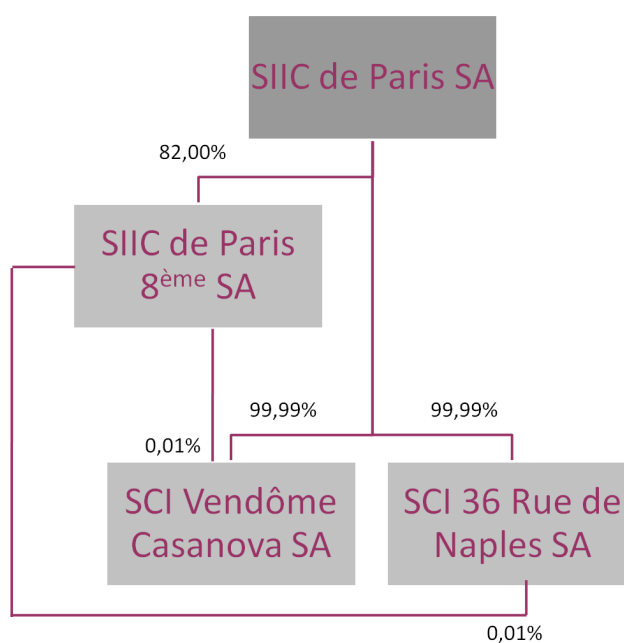 SIIC de Paris SA
82,00%
SIIC de Paris
8ème SA
99,99%
99,99%
0,01%
SCI Vendôme
Casanova SA
SCI 36 Rue de
Naples SA
0,01%